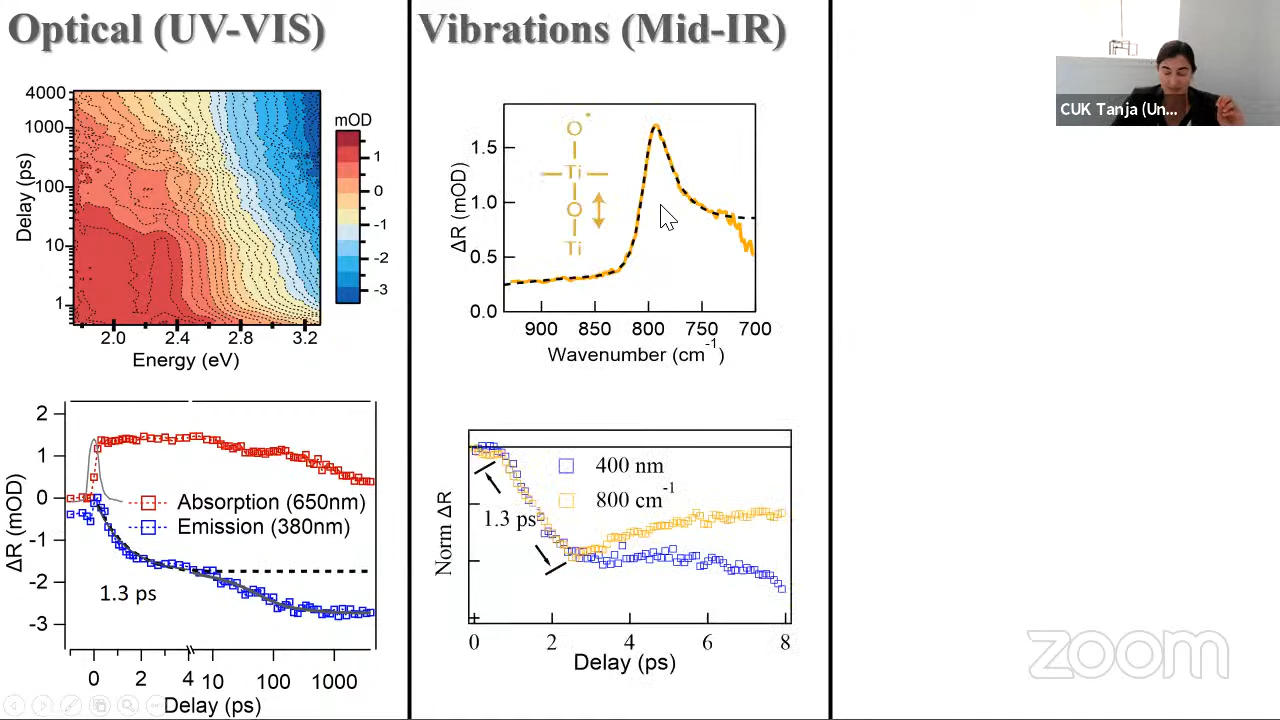 Optical (UV-VIS)
4000
1000
100
10
1
Delay (ps)
2.0 2.4 2.8 3.2
Energy (eV)
mOD
1
0
-1
-2
-3
2
1
0
-1
-2
-3
ΔR (mOD)
Absorption (650nm)
Emission (380nm)
1.3 ps
0 2 4 10 100 1000
Delay (ps)
Vibrations (Mid-IR)
1.5
1.0
0.5
0.0
ΔR (mOD)
O•
Ti
O
Ti
900 850 800 750 700
Wavenumber (cm-1)
400 nm
800 cm-1
1.3 ps
Norm ΔR
0 2 4 6 8
Delay (ps)
CUK Tanja (Un...
zoom